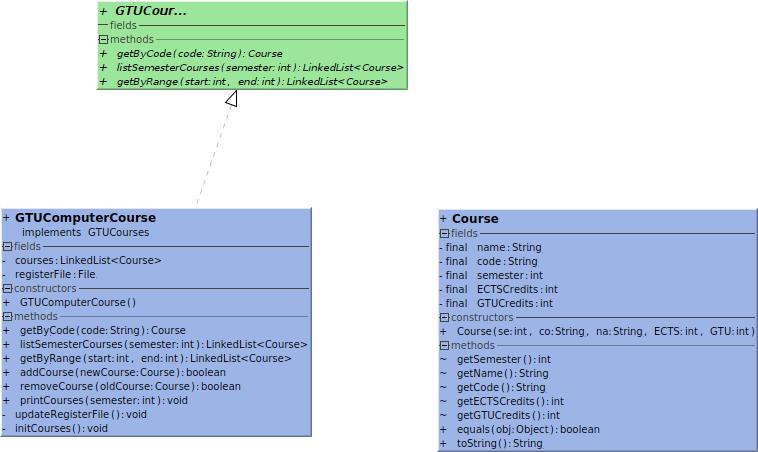 + GTUCour...
fields
methods
+ getByCode(code:String):Course
+ listSemesterCourses(semester:int):LinkedList<Course>
+ getByRange(start:int, end:int):LinkedList<Course>
+ GTUComputerCourse
implements GTUCourses
fields
- courses:LinkedList<Course>
- registerFile:File
constructors
+ GTUComputerCourse()
methods
+ getByCode(code:String):Course
+ listSemesterCourses(semester:int):LinkedList<Course>
+ getByRange(start:int, end:int):LinkedList<Course>
+ addCourse(newCourse:Course):boolean
+ removeCourse(oldCourse:Course):boolean
+ printCourses(semester:int):void
- updateRegisterFile():void
- initCourses():void
+ Course
fields
- final name:String
- final code:String
- final semester:int
- final ECTSCredits:int
- final GTUCredits:int
constructors
+ Course(se:int, co:String, na:String, ECTS:int, GTU:int)
methods
~ getSemester():int
~ getName():String
~ getCode():String
~ getECTSCredits():int
~ getGTUCredits():int
+ equals(obj:Object):boolean
+ toString():String